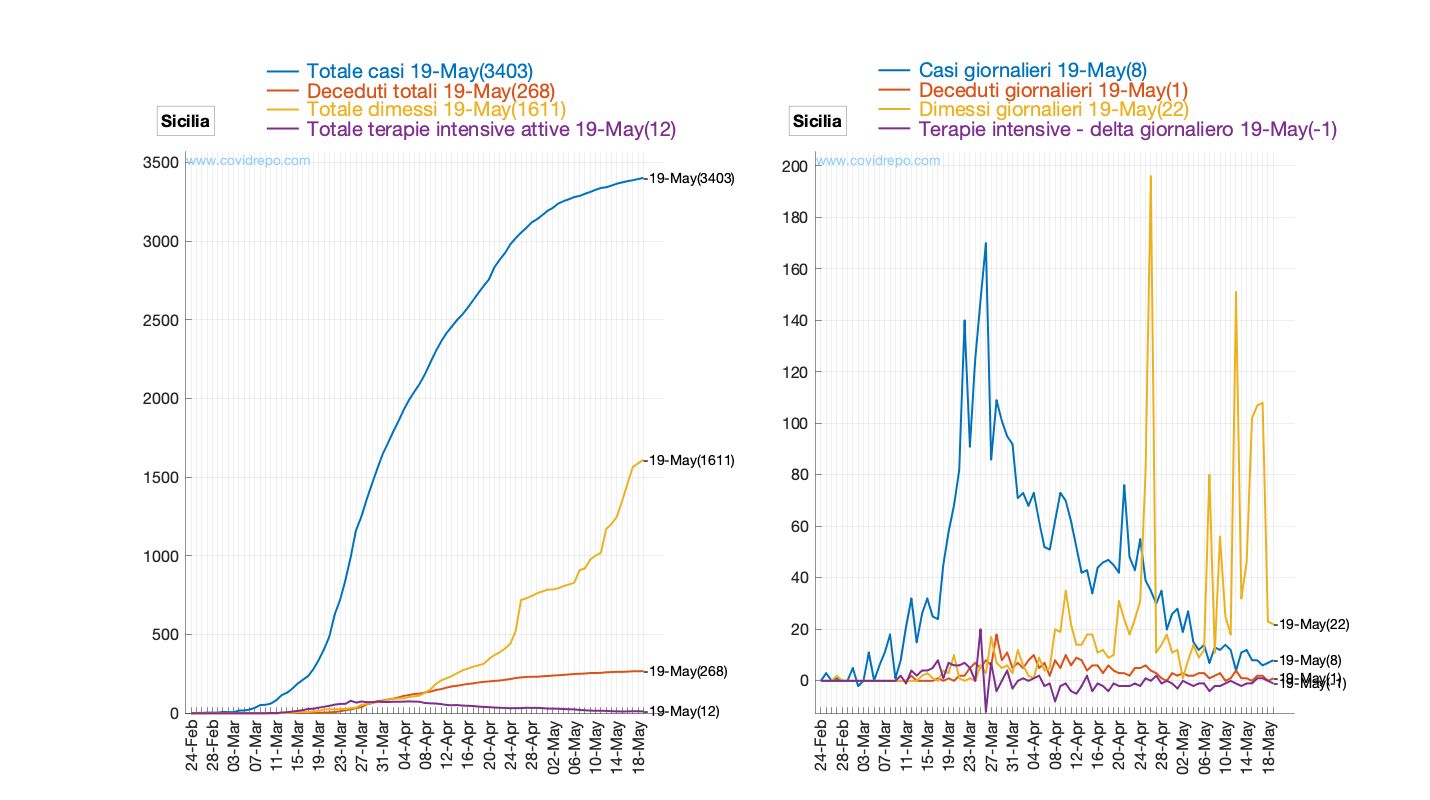 Totale casi 19-May(3403)
Deceduti totali 19-May(268)
Totale dimessi 19-May(1611)
Totale terapie intensive attive 19-May(12)
Sicilia
www.covidrepo.com
3500
3000
2500
2000
1500
1000
500
0
19-May(3403)
19-May(1611)
19-May(268)
19-May(12)
24-Feb
28-Feb
03-Mar
07-Mar
11-Mar
15-Mar
19-Mar
23-Mar
27-Mar
31-Mar
04-Apr
08-Apr
12-Apr
16-Apr
20-Apr
24-Apr
28-Apr
02-May
06-May
10-May
14-May
18-May
Casi giornalieri 19-May(8)
Deceduti giornalieri 19-May(1)
Dimessi giornalieri 19-May(22)
Terapie intensive - delta giornaliero 19-May(-1)
Sicilia
www.covidrepo.com
200
180
160
140
120
100
80
60
40
20
0
19-May(22)
19-May(8)
19-May(1)
19-May(-1)
24-Feb
28-Feb
03-Mar
07-Mar
11-Mar
15-Mar
19-Mar
23-Mar
27-Mar
31-Mar
04-Apr
08-Apr
12-Apr
16-Apr
20-Apr
24-Apr
28-Apr
02-May
06-May
10-May
14-May
18-May